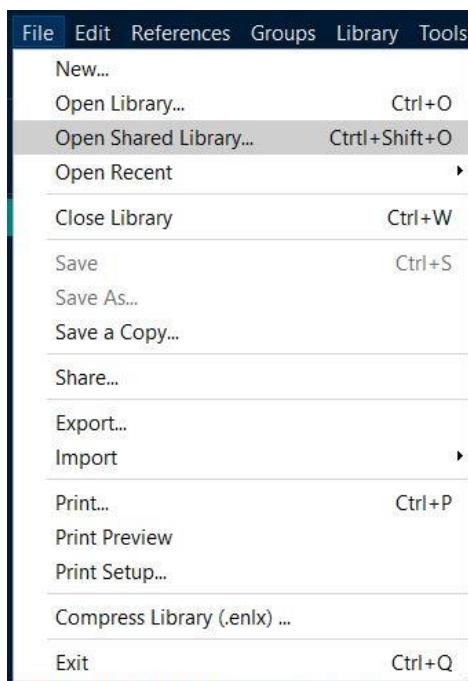 File Edit References Groups Library Tools
New...
Open Library... Ctrl+O
Open Shared Library... Ctrtl+Shift+O
Open Recent
Close Library Ctrl+W
Save Ctrl+S
Save As...
Save a Copy...
Share...
Export...
Import
Print... Ctrl+P
Print Preview
Print Setup...
Compress Library (.enlx) ...
Exit Ctrl+Q